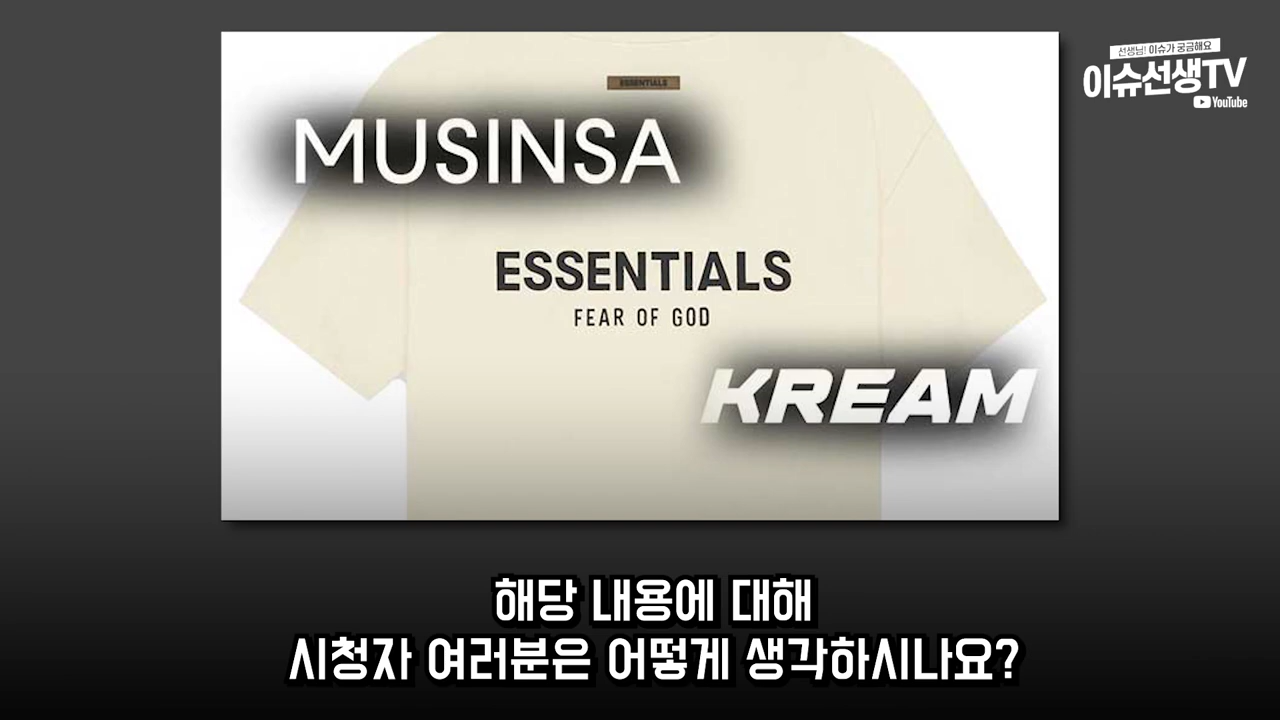 선생님! 이슈가 궁금해요
이슈선생TV
YouTube
ESSENTIALS
MUSINSA
ESSENTIALS
FEAR OF GOD
KREAM
해당 내용에 대해
시청자 여러분은 어떻게 생각하시나요?